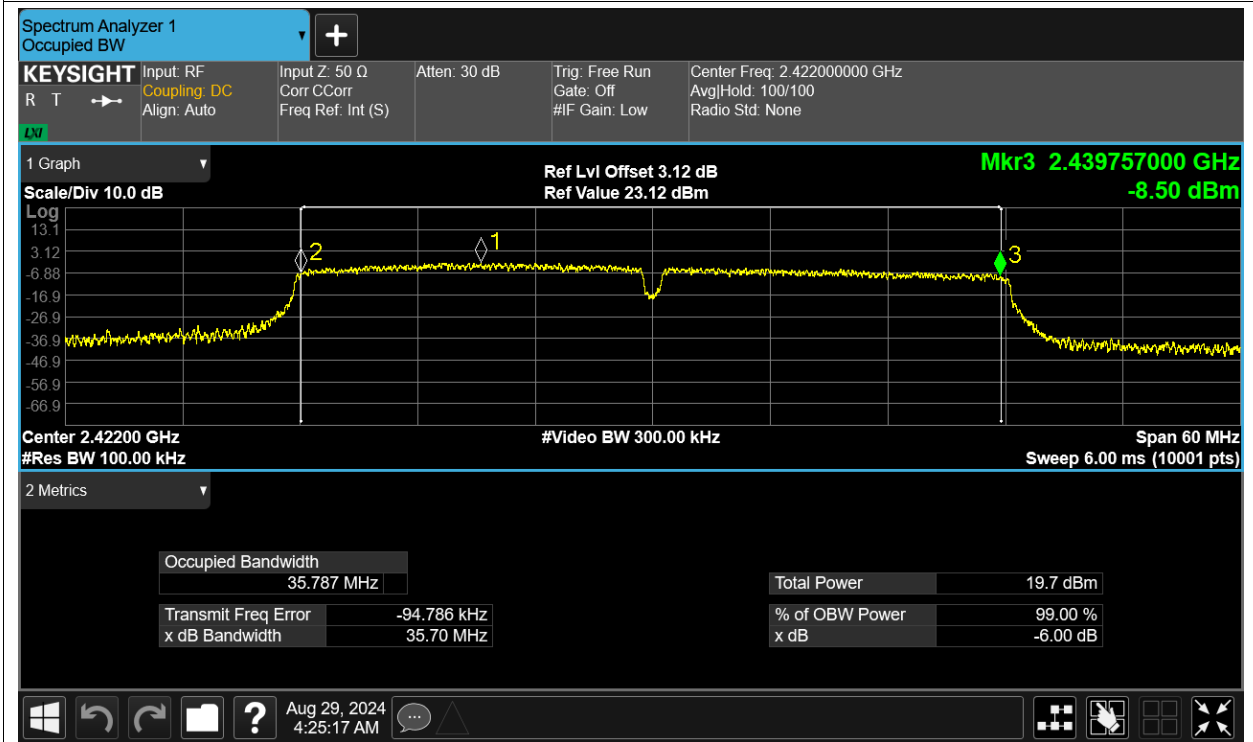 Spectrum Analyzer 1
Occupied BW
KEYSIGHT
R T
LXI
Input: RF
Coupling: DC
Align: Auto
Input Z: 50 Ω
Corr CCorr
Freq Ref: Int (S)
Atten: 30 dB
Trig: Free Run
Gate: Off
#IF Gain: Low
Center Freq: 2.422000000 GHz
Avg|Hold: 100/100
Radio Std: None
1 Graph
Scale/Div 10.0 dB
Ref Lvl Offset 3.12 dB
Ref Value 23.12 dBm
Mkr3 2.439757000 GHz
-8.50 dBm
Log
13.1
3.12
-6.88
-16.9
-26.9
-36.9
-46.9
-56.9
-66.9
2
1
3
Center 2.42200 GHz
#Video BW 300.00 kHz
Span 60 MHz
#Res BW 100.00 kHz
Sweep 6.00 ms (10001 pts)
2 Metrics
Occupied Bandwidth
35.787 MHz
Transmit Freq Error -94.786 kHz
x dB Bandwidth 35.70 MHz
Total Power 19.7 dBm
% of OBW Power 99.00 %
x dB -6.00 dB
?
Aug 29, 2024
4:25:17 AM